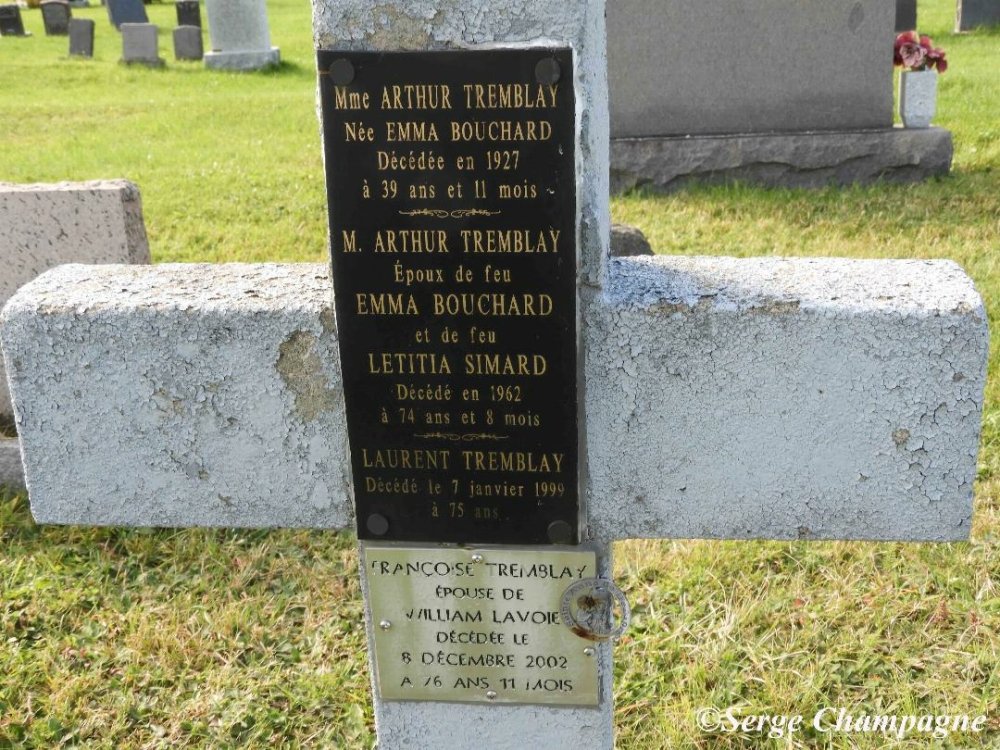 Mme ARTHUR TREMBLAY
Née EMMA BOUCHARD
Décédée en 1927
à 39 ans et 11 mois
M. ARTHUR TREMBLAY
Époux de feu
EMMA BOUCHARD
et de feu
LETITIA SIMARD
Décédé en 1962
à 74 ans et 8 mois
LAURENT TREMBLAY
Décédé le 7 janvier 1999
à 75 ans
FRANÇOISE TREMBLAY
ÉPOUSE DE
WILLIAM LAVOIE
DÉCÉDÉE LE
8 DÉCEMBRE 2002
A 76 ANS 11 MOIS
©Serge Champagne